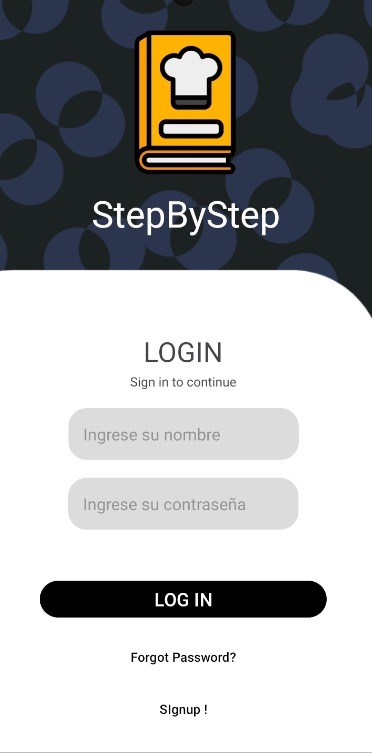 StepByStep
LOGIN
Sign in to continue
Ingrese su nombre
Ingrese su contraseña
LOG IN
Forgot Password?
SIgnup !